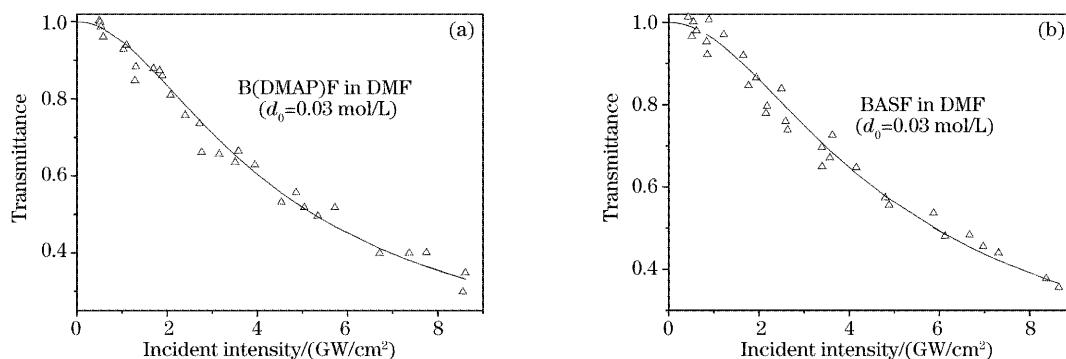 (a)
B(DMAP)F in DMF
(d₀=0.03 mol/L)
Transmittance
1.0
0.8
0.6
0.4
0
2
4
6
8
Incident intensity/(GW/cm²)
(b)
BASF in DMF
(d₀=0.03 mol/L)
Transmittance
1.0
0.8
0.6
0.4
0
2
4
6
8
Incident intensity/(GW/cm²)